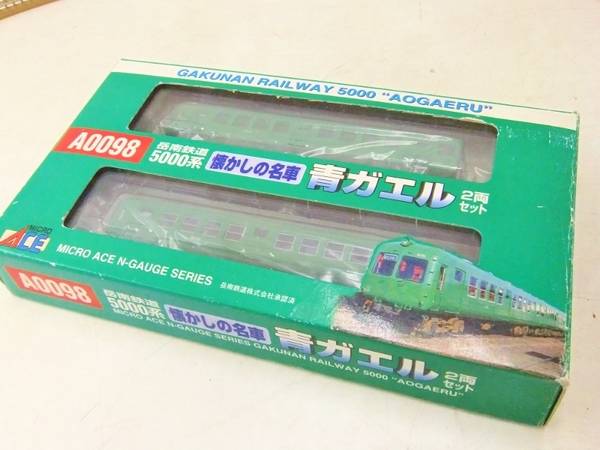 GAKUNAN RAILWAY 5000 "AOGAERU"
A0098
岳南鉄道
5000系
懐かしの名車
青ガエル
2両
セット
MICRO
ACE
MICRO ACE N-GAUGE SERIES
岳南鉄道株式会社承認済
A0098
岳南鉄道
5000系
懐かしの名車
青ガエル
2両
セット
MICRO ACE N-GAUGE SERIES GAKUNAN RAILWAY 5000 "AOGAERU"